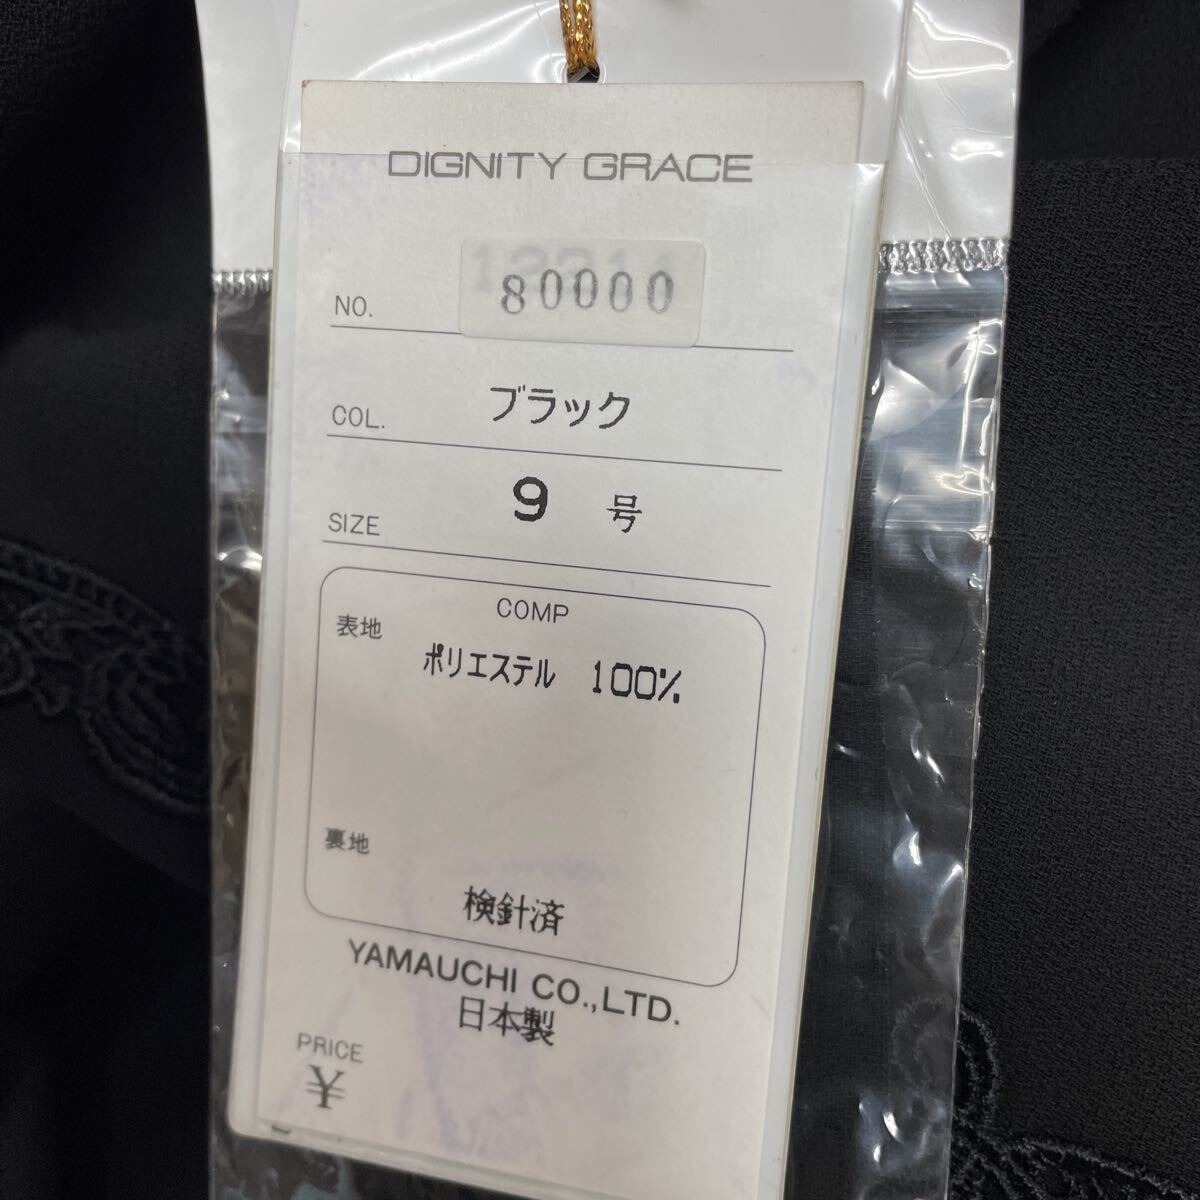 DIGNITY GRACE
NO. 80000
COL. ブラック
SIZE 9 号
COMP
表地
ポリエステル 100%
裏地
検針済
YAMAUCHI CO.,LTD.
日本製
PRICE
¥